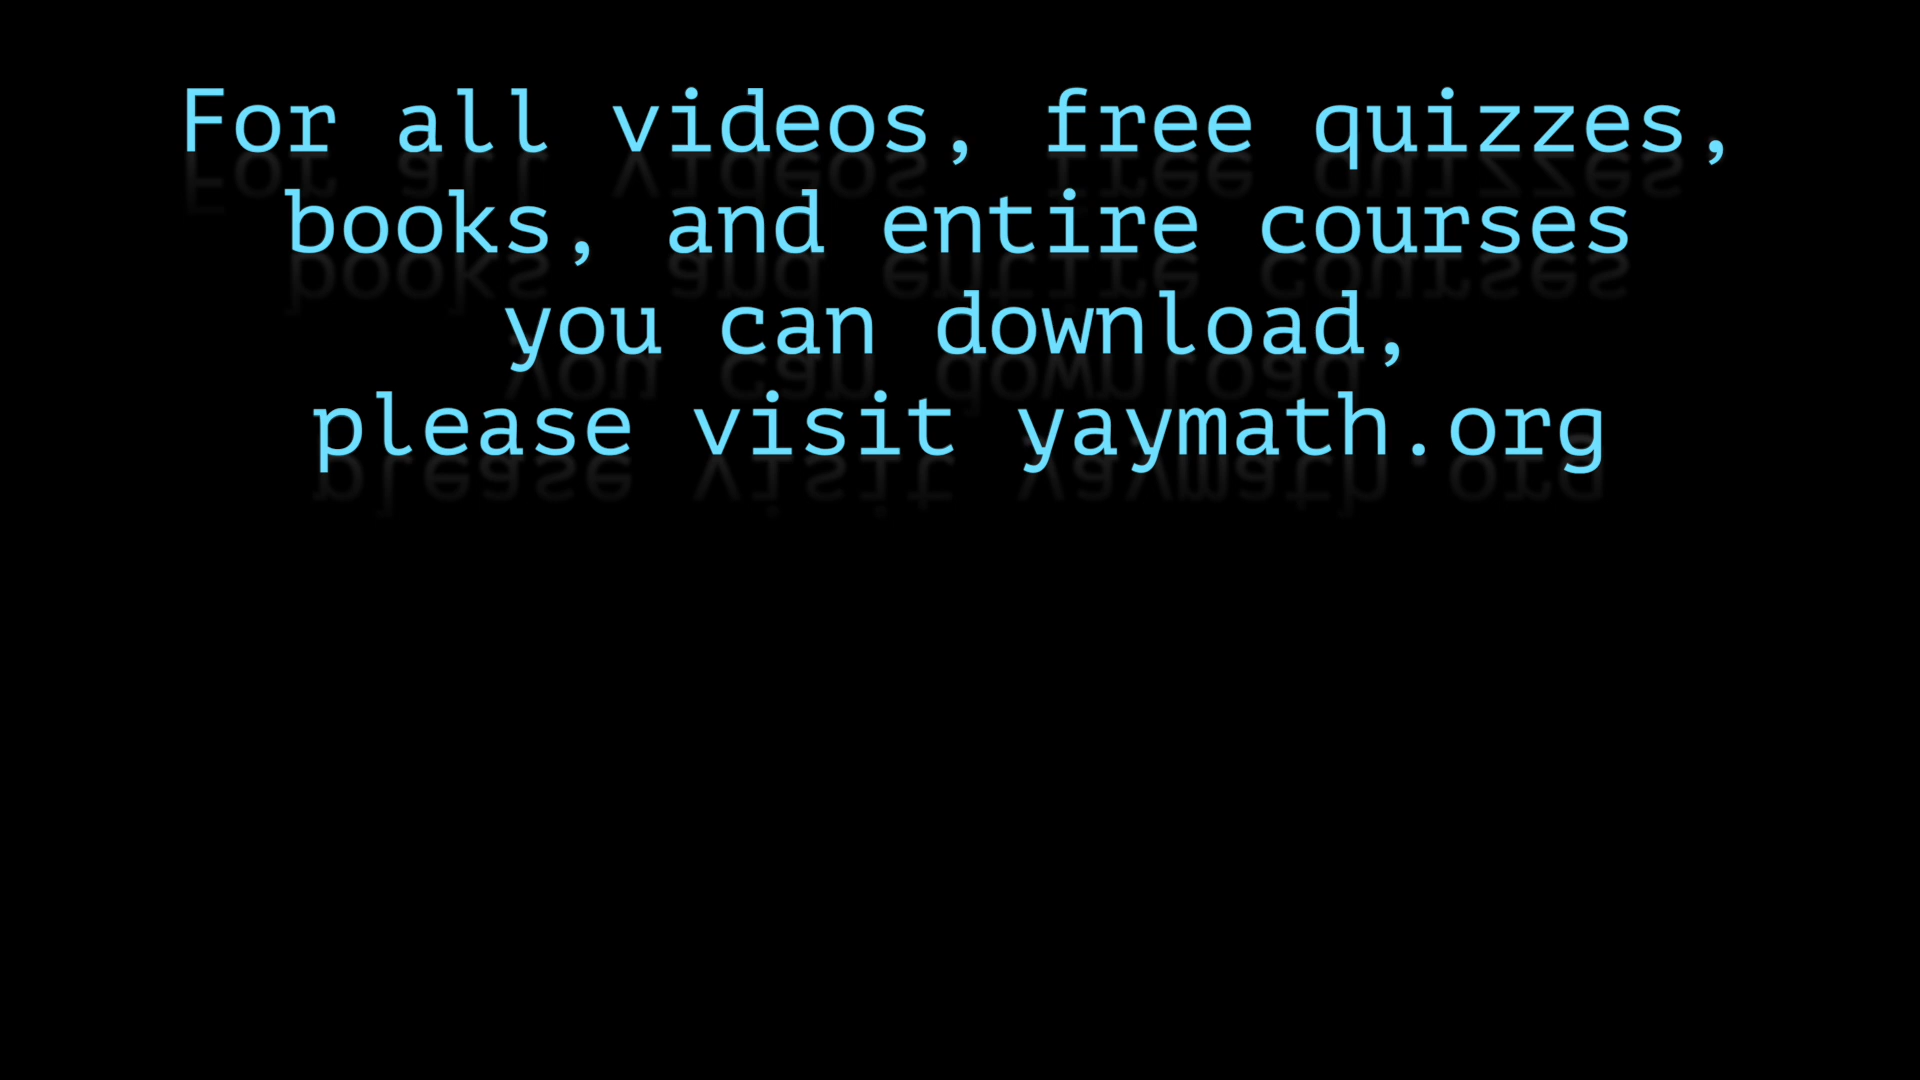 For all videos, free quizzes,
books, and entire courses
you can download,
please visit yaymath.org